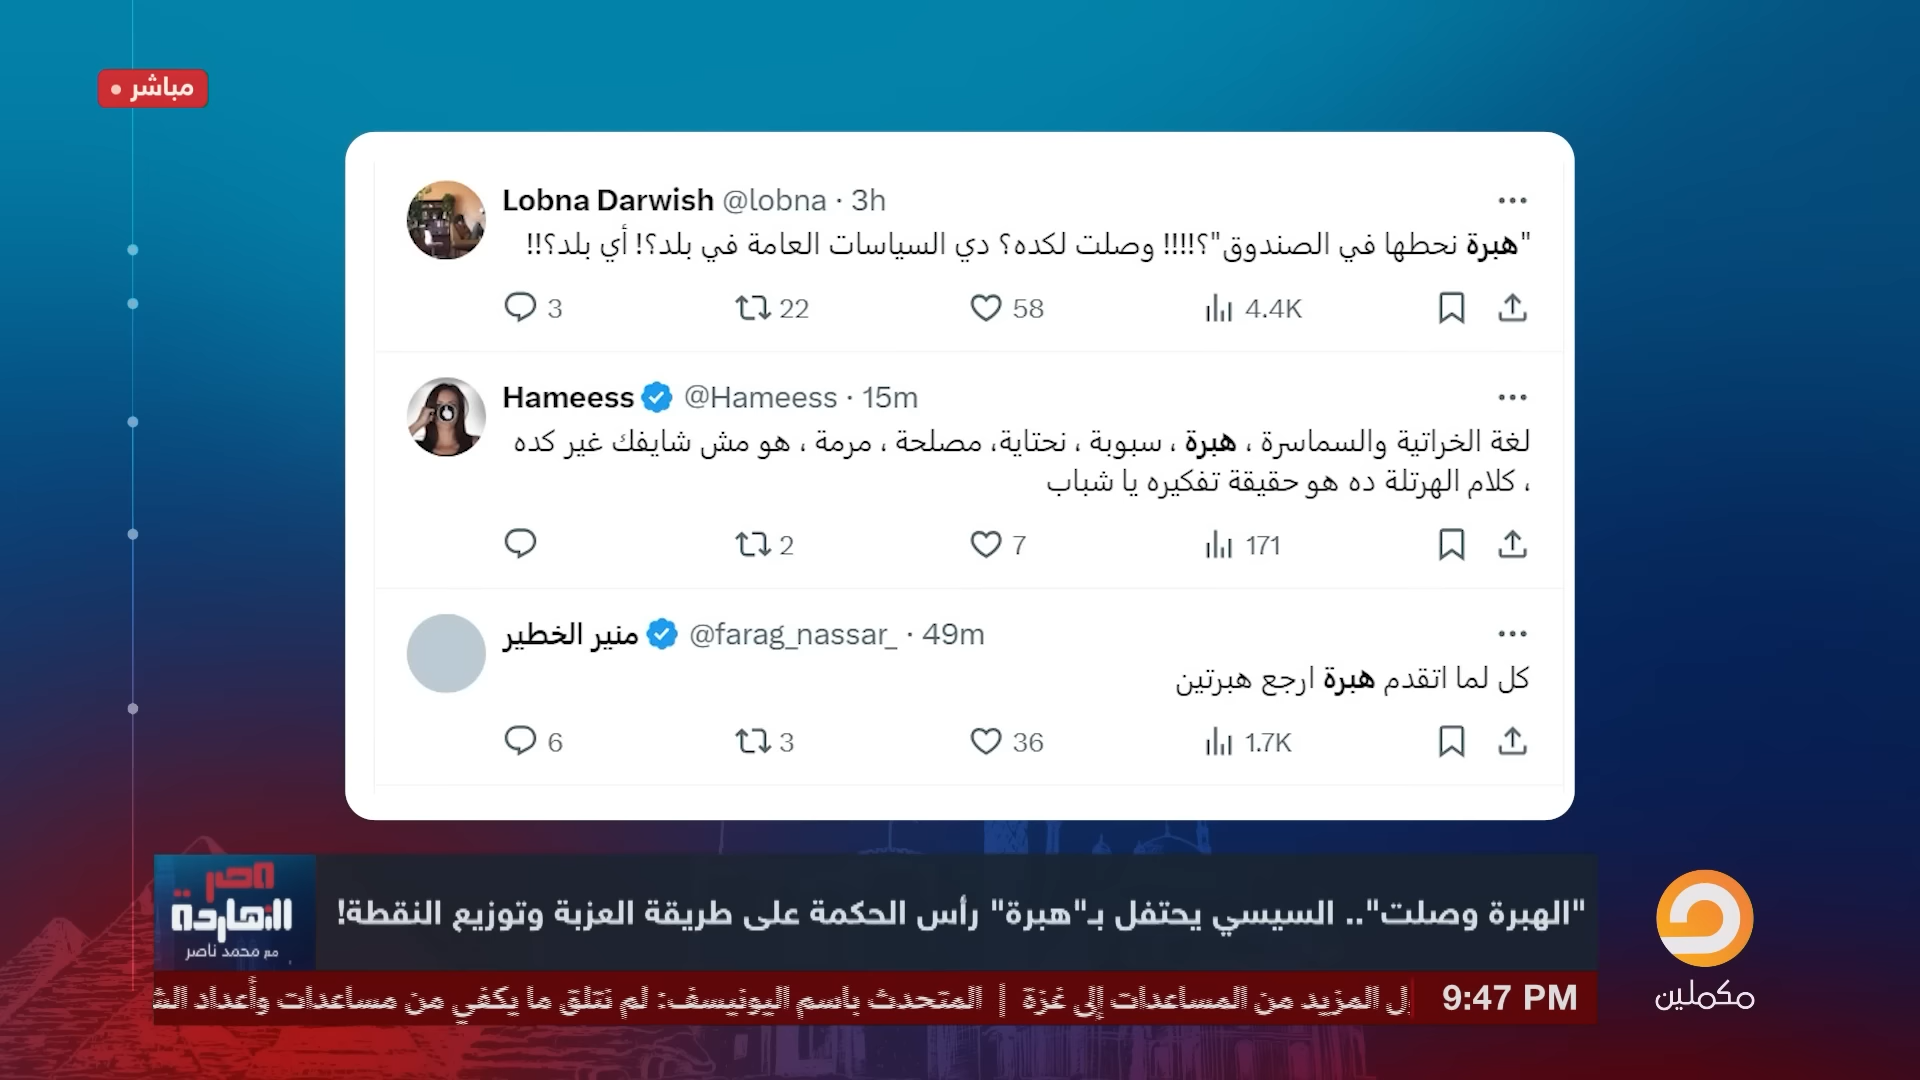 مباشر
Lobna Darwish @lobna · 3h
"هبرة نحطها في الصندوق"؟!!!! وصلت لكده؟ دي السياسات العامة في بلد؟! أي بلد؟!!
3 22 58 4.4K
Hameess @Hameess · 15m
لغة الخراتية والسماسرة ، هبرة ، سبوبة ، نحتاية، مصلحة ، مرمة ، هو مش شايفك غير كده
، كلام الهرتلة ده هو حقيقة تفكيره يا شباب
2 7 171
منير الخطير @farag_nassar_ · 49m
كل لما اتقدم هبرة ارجع هبرتين
6 3 36 1.7K
مصر
النهاردة
مع محمد ناصر
"الهبرة وصلت".. السيسي يحتفل بـ"هبرة" رأس الحكمة على طريقة العزبة وتوزيع النقطة!
9:47 PM
المزيد من المساعدات إلى غزة | المتحدث باسم اليونيسف: لم نتلق ما يكفي من مساعدات وأعداد
مكملين